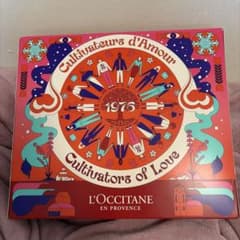 Cultivateurs d'Amour
1976
Cultivators of Love
L'OCCITANE
EN PROVENCE